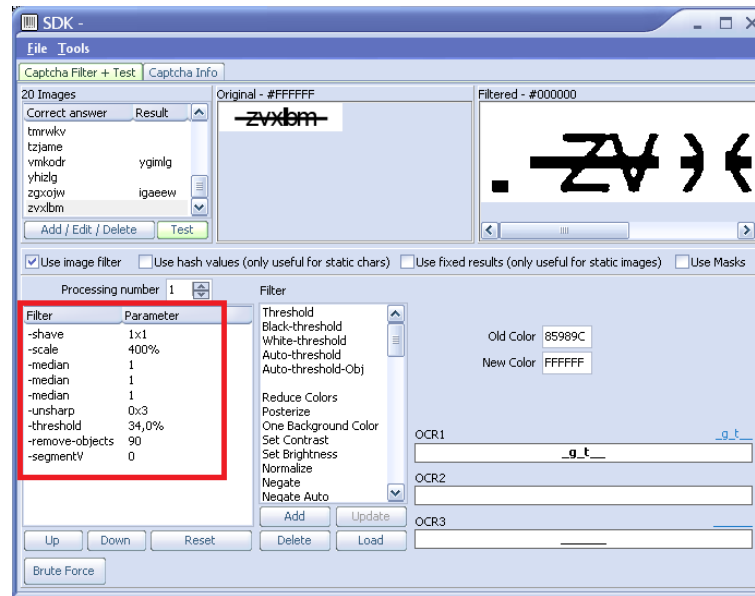 SDK -
File Tools
Captcha Filter + Test Captcha Info
20 Images
Correct answer Result
tmrwkv
tzjame
vmkodr ygimlg
yhizlg
zgxojw igaeew
zvxlbm
Add / Edit / Delete Test
Original - #FFFFFF
zvxlbm
Filtered - #000000
ZV
Use image filter Use hash values (only useful for static chars) Use fixed results (only useful for static images) Use Masks
Processing number 1
Filter Parameter
-shave 1x1
-scale 400%
-median 1
-median 1
-median 1
-unsharp 0x3
-threshold 34,0%
-remove-objects 90
-segmentV 0
Up Down Reset
Brute Force
Filter
Threshold
Black-threshold
White-threshold
Auto-threshold
Auto-threshold-Obj
Reduce Colors
Posterize
One Background Color
Set Contrast
Set Brightness
Normalize
Negate
Negate Auto
Add Update
Delete Load
Old Color 85989C
New Color FFFFFF
OCR1 _g_t__
_g_t__
OCR2
OCR3 ______
______